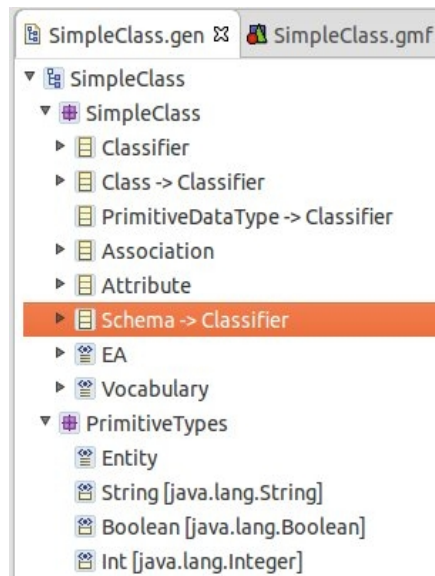 SimpleClass.gen SimpleClass.gmf
SimpleClass
SimpleClass
Classifier
Class -> Classifier
PrimitiveDataType -> Classifier
Association
Attribute
Schema -> Classifier
EA
Vocabulary
PrimitiveTypes
Entity
String [java.lang.String]
Boolean [java.lang.Boolean]
Int [java.lang.Integer]